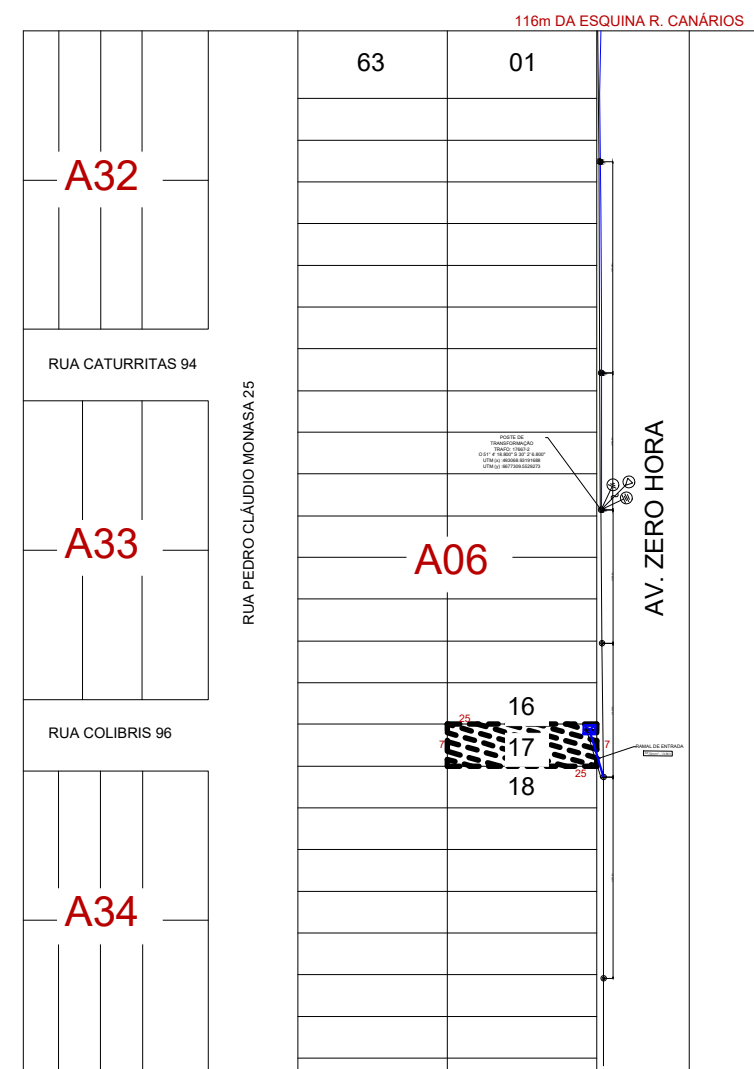 116m DA ESQUINA R. CANÁRIOS
63
01
A32
RUA CATURRITAS 94
RUA PEDRO CLÁUDIO MONASA 25
POSTE DE
TRANSFORMAÇÃO
AV. ZERO HORA
A33
A06
RUA COLIBRIS 96
16
25
7
17
7
RAMAL DE ENTRADA
25
18
A34